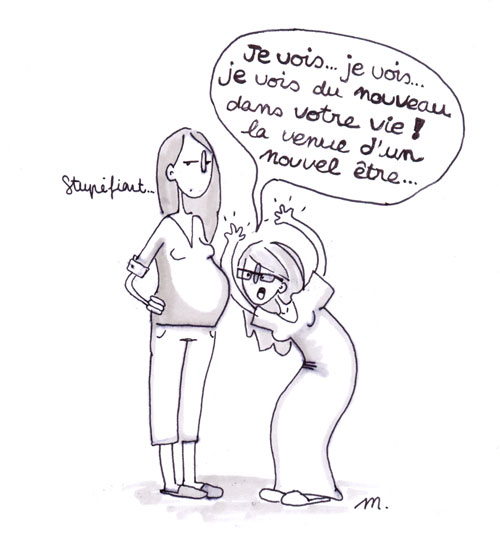 Je vois... je vois...
je vois du nouveau
dans votre vie !
la venue d'un
nouvel être...
Stupéfiant...
m.